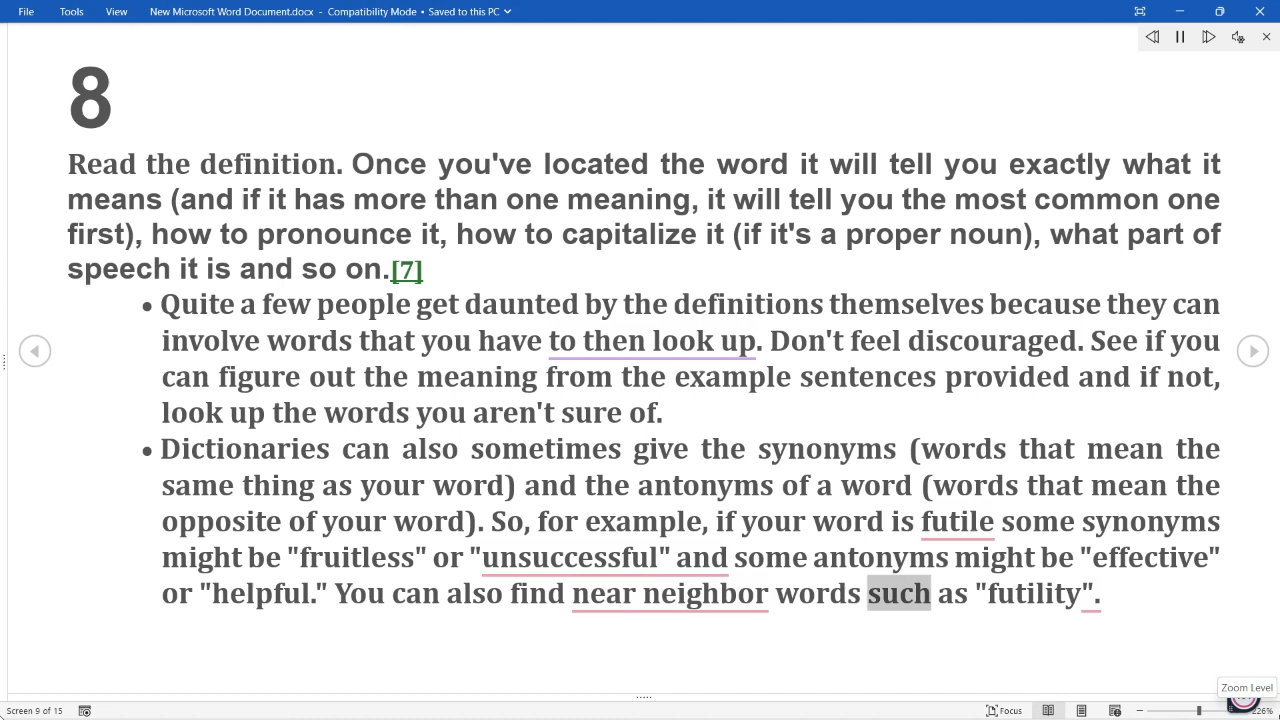 File Tools View New Microsoft Word Document.docx - Compatibility Mode • Saved to this PC
8
Read the definition. Once you've located the word it will tell you exactly what it
means (and if it has more than one meaning, it will tell you the most common one
first), how to pronounce it, how to capitalize it (if it's a proper noun), what part of
speech it is and so on.[7]
• Quite a few people get daunted by the definitions themselves because they can
involve words that you have to then look up. Don't feel discouraged. See if you
can figure out the meaning from the example sentences provided and if not,
look up the words you aren't sure of.
• Dictionaries can also sometimes give the synonyms (words that mean the
same thing as your word) and the antonyms of a word (words that mean the
opposite of your word). So, for example, if your word is futile some synonyms
might be "fruitless" or "unsuccessful" and some antonyms might be "effective"
or "helpful." You can also find near neighbor words such as "futility".
Zoom Level
Screen 9 of 15 Focus 226%